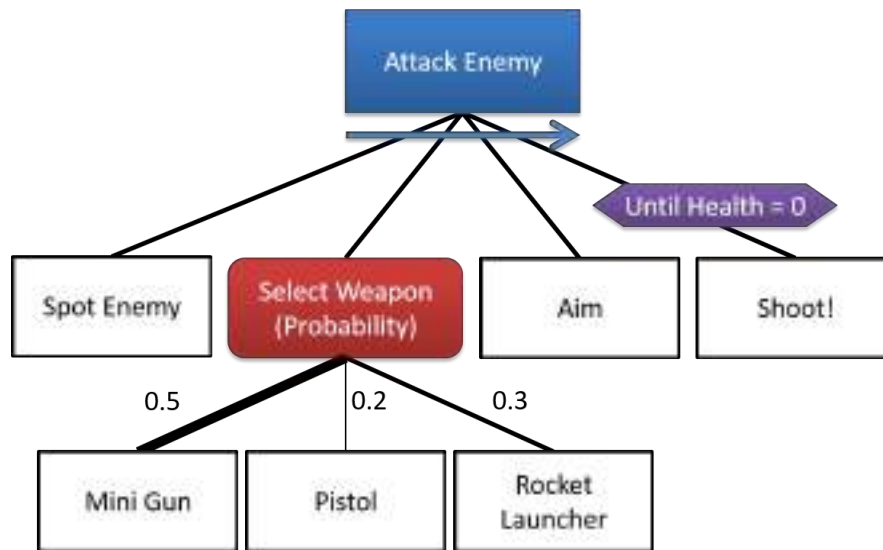 Attack Enemy
Until Health = 0
Spot Enemy
Select Weapon
(Probability)
Aim
Shoot!
0.5
0.2
0.3
Mini Gun
Pistol
Rocket
Launcher